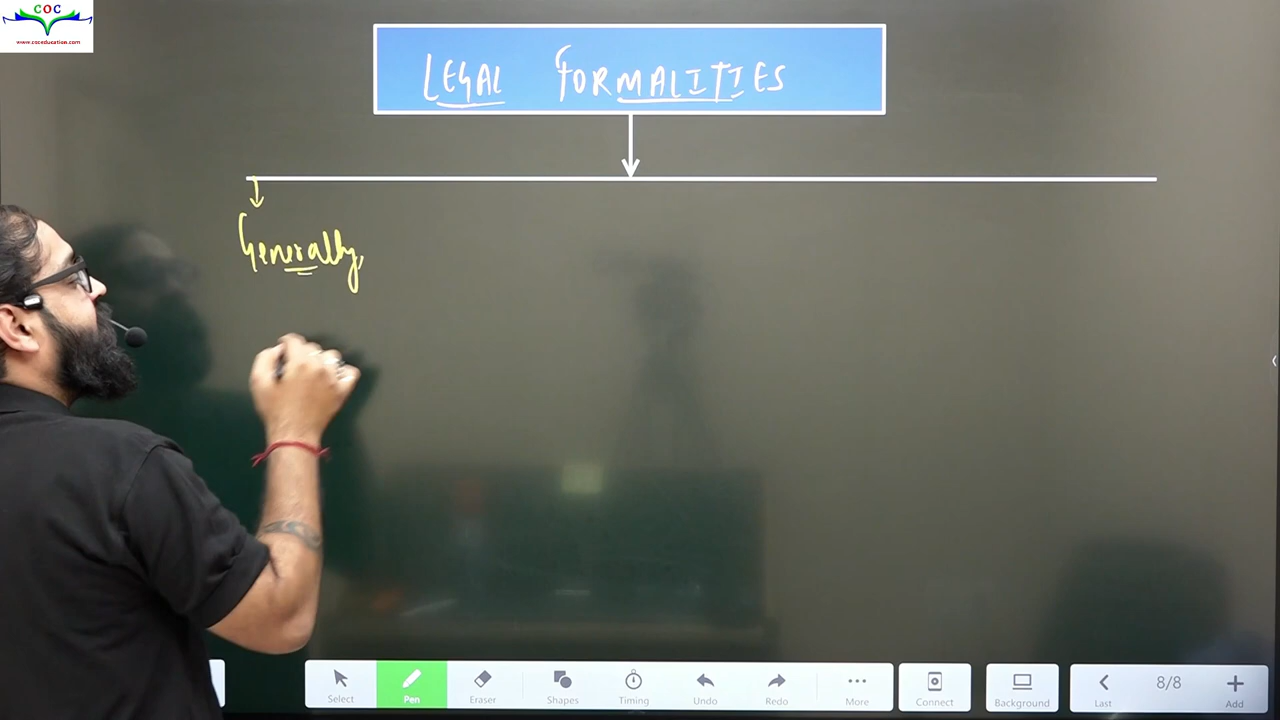 COC
www.coceducation.com
LEGAL FORMALITIES
Generally,
Select
Pen
Eraser
Shapes
Timing
Undo
Redo
More
Connect
Background
Last
8/8
Add